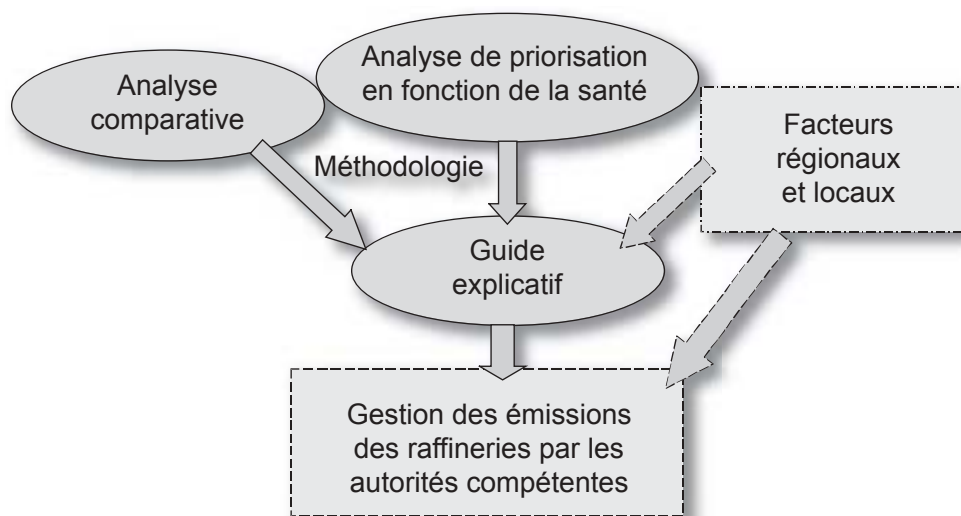 Analyse
comparative
Analyse de priorisation
en fonction de la santé
Facteurs
régionaux
et locaux
Méthodologie
Guide
explicatif
Gestion des émissions
des raffineries par les
autorités compétentes